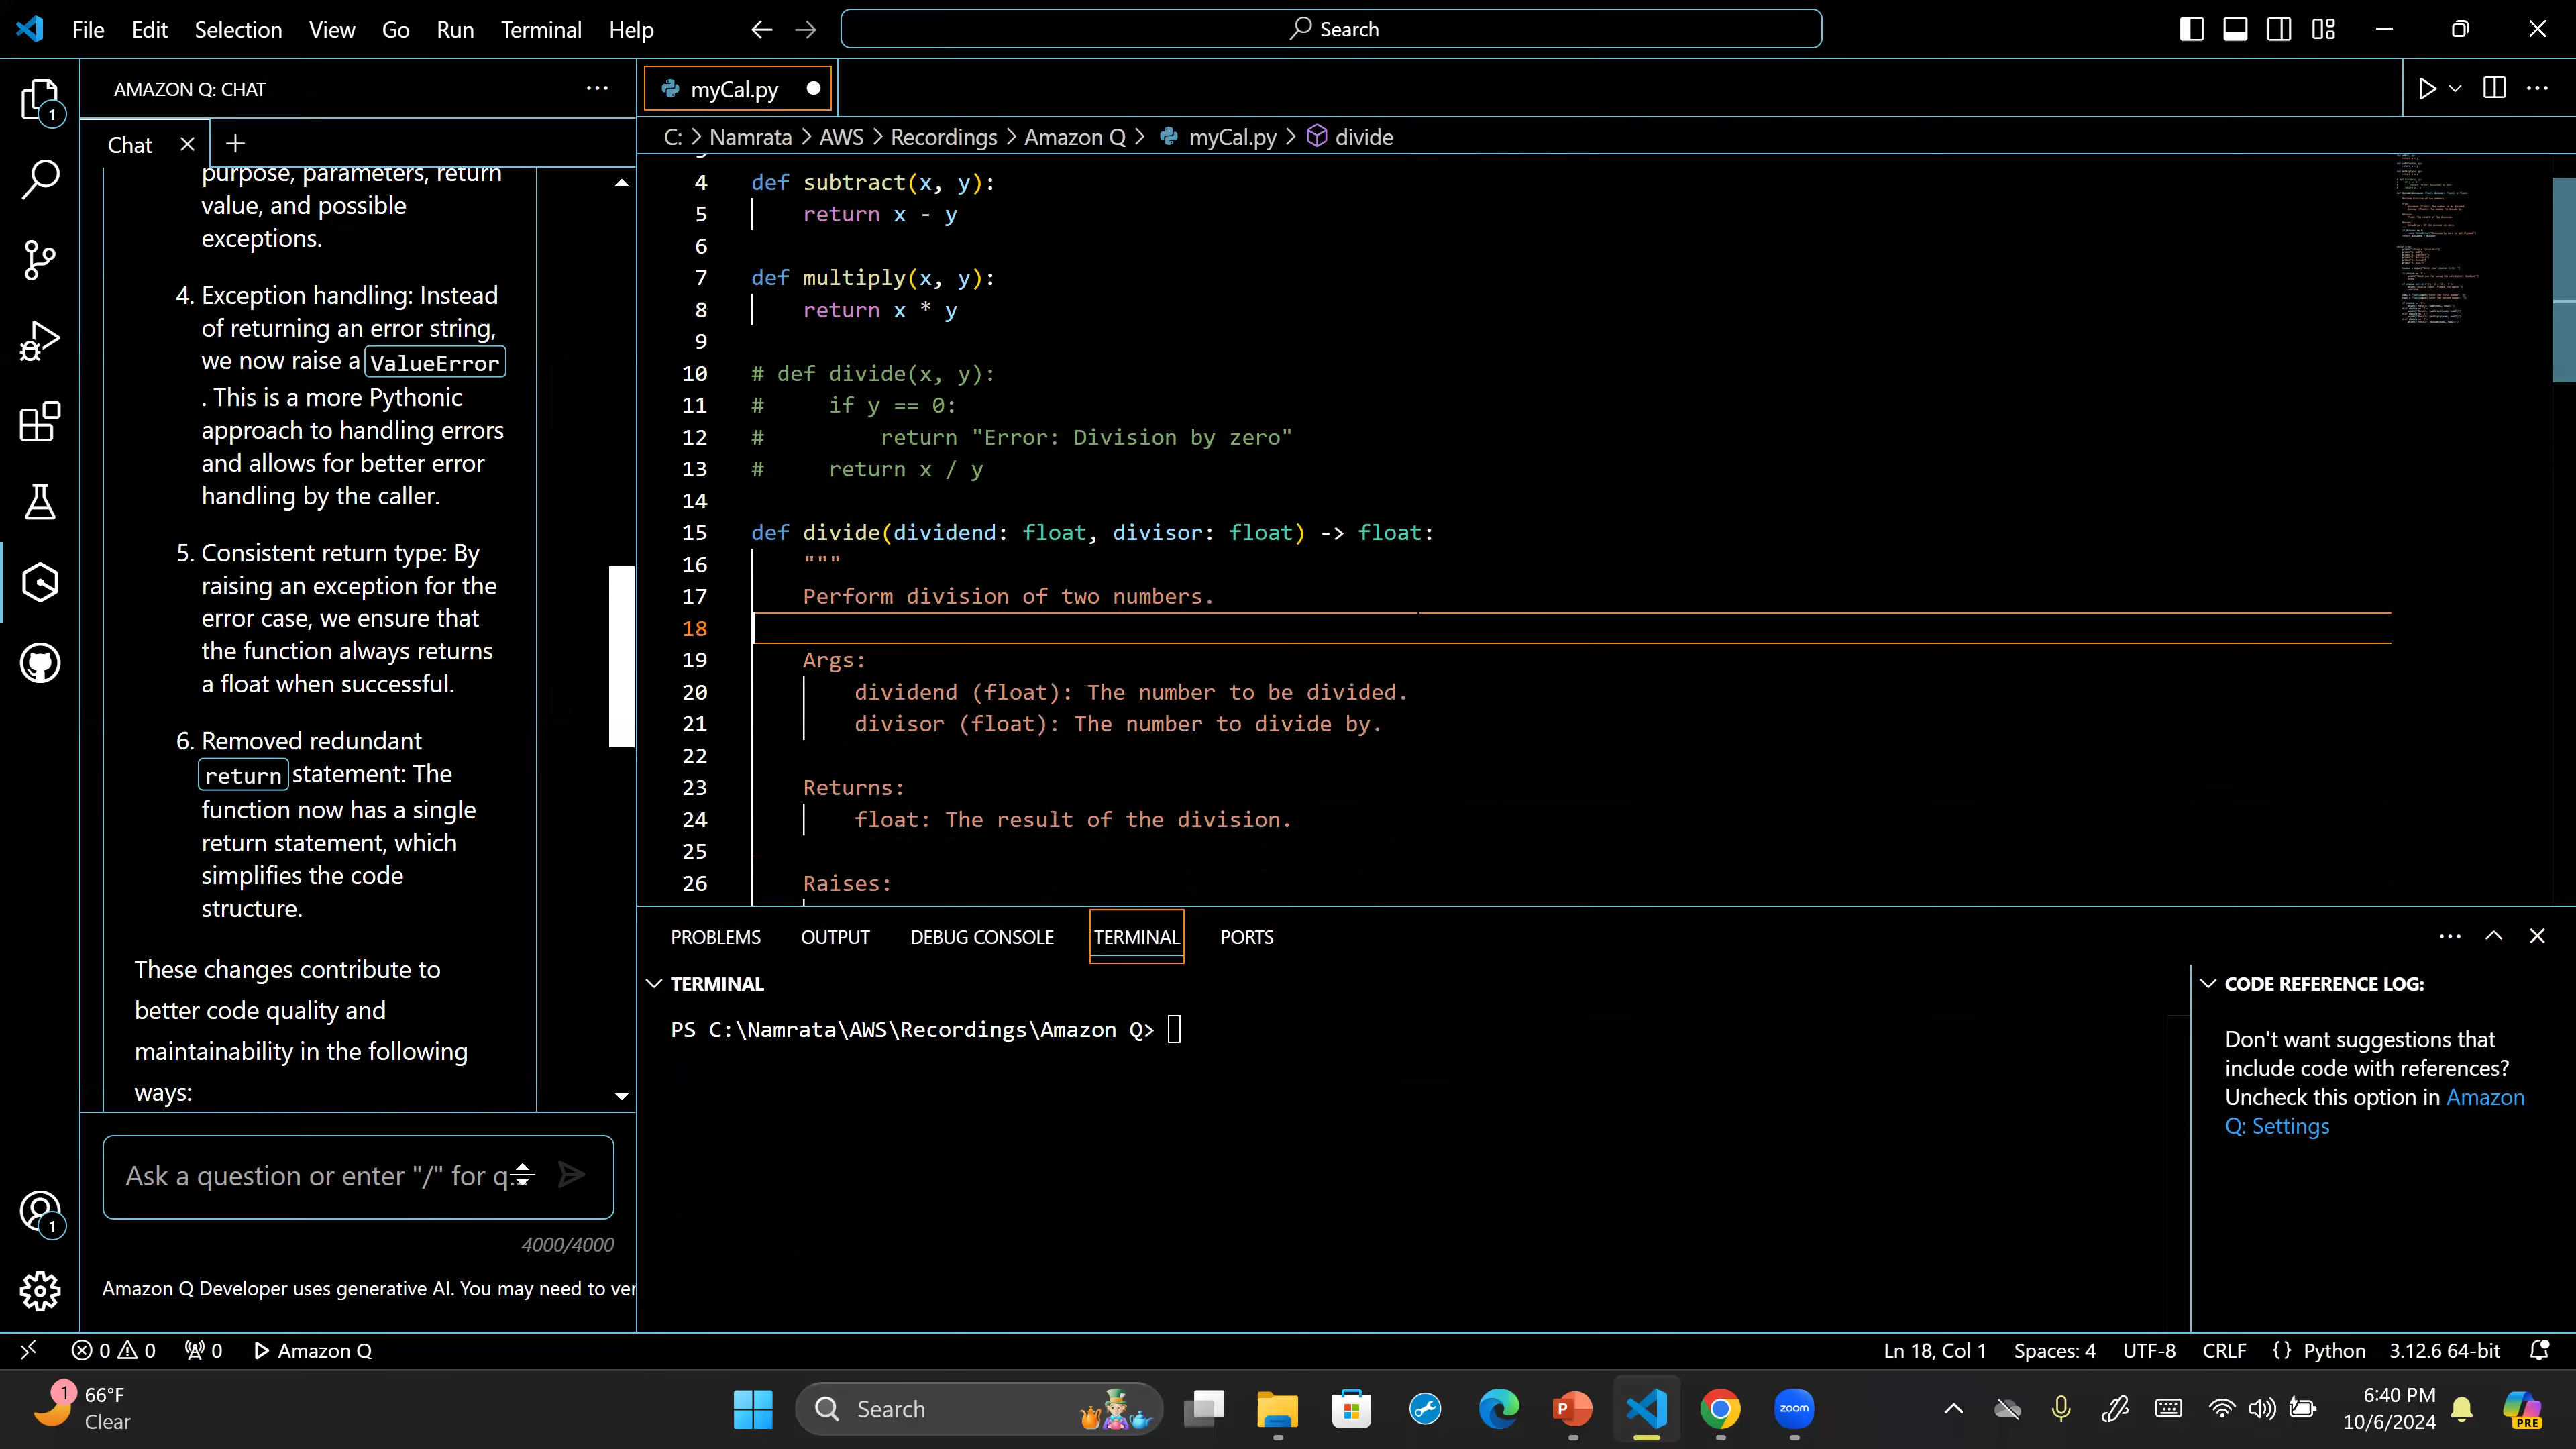 File Edit Selection View Go Run Terminal Help
Search
AMAZON Q: CHAT
Chat
purpose, parameters, return
value, and possible
exceptions.
4. Exception handling: Instead
of returning an error string,
we now raise a ValueError
. This is a more Pythonic
approach to handling errors
and allows for better error
handling by the caller.
5. Consistent return type: By
raising an exception for the
error case, we ensure that
the function always returns
a float when successful.
6. Removed redundant
return statement: The
function now has a single
return statement, which
simplifies the code
structure.
These changes contribute to
better code quality and
maintainability in the following
ways:
Ask a question or enter "/" for q...
4000/4000
Amazon Q Developer uses generative AI. You may need to ver
myCal.py
C: > Namrata > AWS > Recordings > Amazon Q > myCal.py > divide
4 def subtract(x, y):
5 return x - y
6
7 def multiply(x, y):
8 return x * y
9
10 # def divide(x, y):
11 # if y == 0:
12 # return "Error: Division by zero"
13 # return x / y
14
15 def divide(dividend: float, divisor: float) -> float:
16 """
17 Perform division of two numbers.
18
19 Args:
20 dividend (float): The number to be divided.
21 divisor (float): The number to divide by.
22
23 Returns:
24 float: The result of the division.
25
26 Raises:
PROBLEMS OUTPUT DEBUG CONSOLE TERMINAL PORTS
TERMINAL
PS C:\Namrata\AWS\Recordings\Amazon Q>
CODE REFERENCE LOG:
Don't want suggestions that
include code with references?
Uncheck this option in Amazon
Q: Settings
1
1
0 0 0 Amazon Q
Ln 18, Col 1 Spaces: 4 UTF-8 CRLF {} Python 3.12.6 64-bit
1
66°F
Clear
Search
zoom
6:40 PM
10/6/2024
PRE